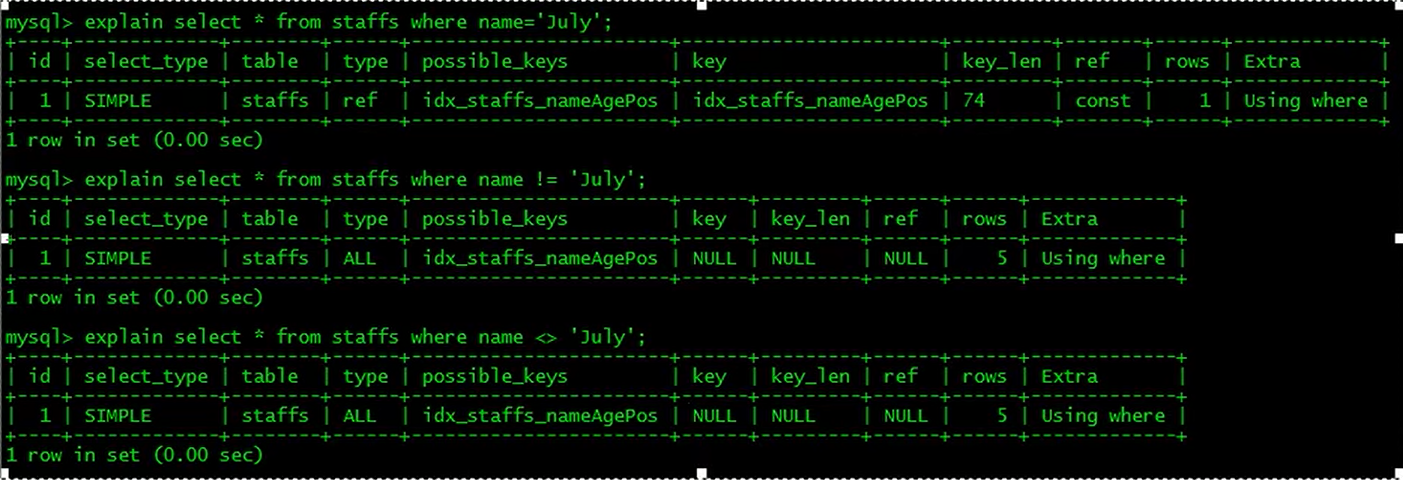 mysql> explain select * from staffs where name='July';
+----+-------------+--------+------+-----------------------+-----------------------+---------+-------+------+-------------+
| id | select_type | table  | type | possible_keys         | key                   | key_len | ref   | rows | Extra       |
+----+-------------+--------+------+-----------------------+-----------------------+---------+-------+------+-------------+
|  1 | SIMPLE      | staffs | ref  | idx_staffs_nameAgePos | idx_staffs_nameAgePos | 74      | const |    1 | Using where |
+----+-------------+--------+------+-----------------------+-----------------------+---------+-------+------+-------------+
1 row in set (0.00 sec)
mysql> explain select * from staffs where name != 'July';
+----+-------------+--------+------+-----------------------+------+---------+------+------+-------------+
| id | select_type | table  | type | possible_keys         | key  | key_len | ref  | rows | Extra       |
+----+-------------+--------+------+-----------------------+------+---------+------+------+-------------+
|  1 | SIMPLE      | staffs | ALL  | idx_staffs_nameAgePos | NULL | NULL    | NULL |    5 | Using where |
+----+-------------+--------+------+-----------------------+------+---------+------+------+-------------+
1 row in set (0.00 sec)
mysql> explain select * from staffs where name <> 'July';
+----+-------------+--------+------+-----------------------+------+---------+------+------+-------------+
| id | select_type | table  | type | possible_keys         | key  | key_len | ref  | rows | Extra       |
+----+-------------+--------+------+-----------------------+------+---------+------+------+-------------+
|  1 | SIMPLE      | staffs | ALL  | idx_staffs_nameAgePos | NULL | NULL    | NULL |    5 | Using where |
+----+-------------+--------+------+-----------------------+------+---------+------+------+-------------+
1 row in set (0.00 sec)